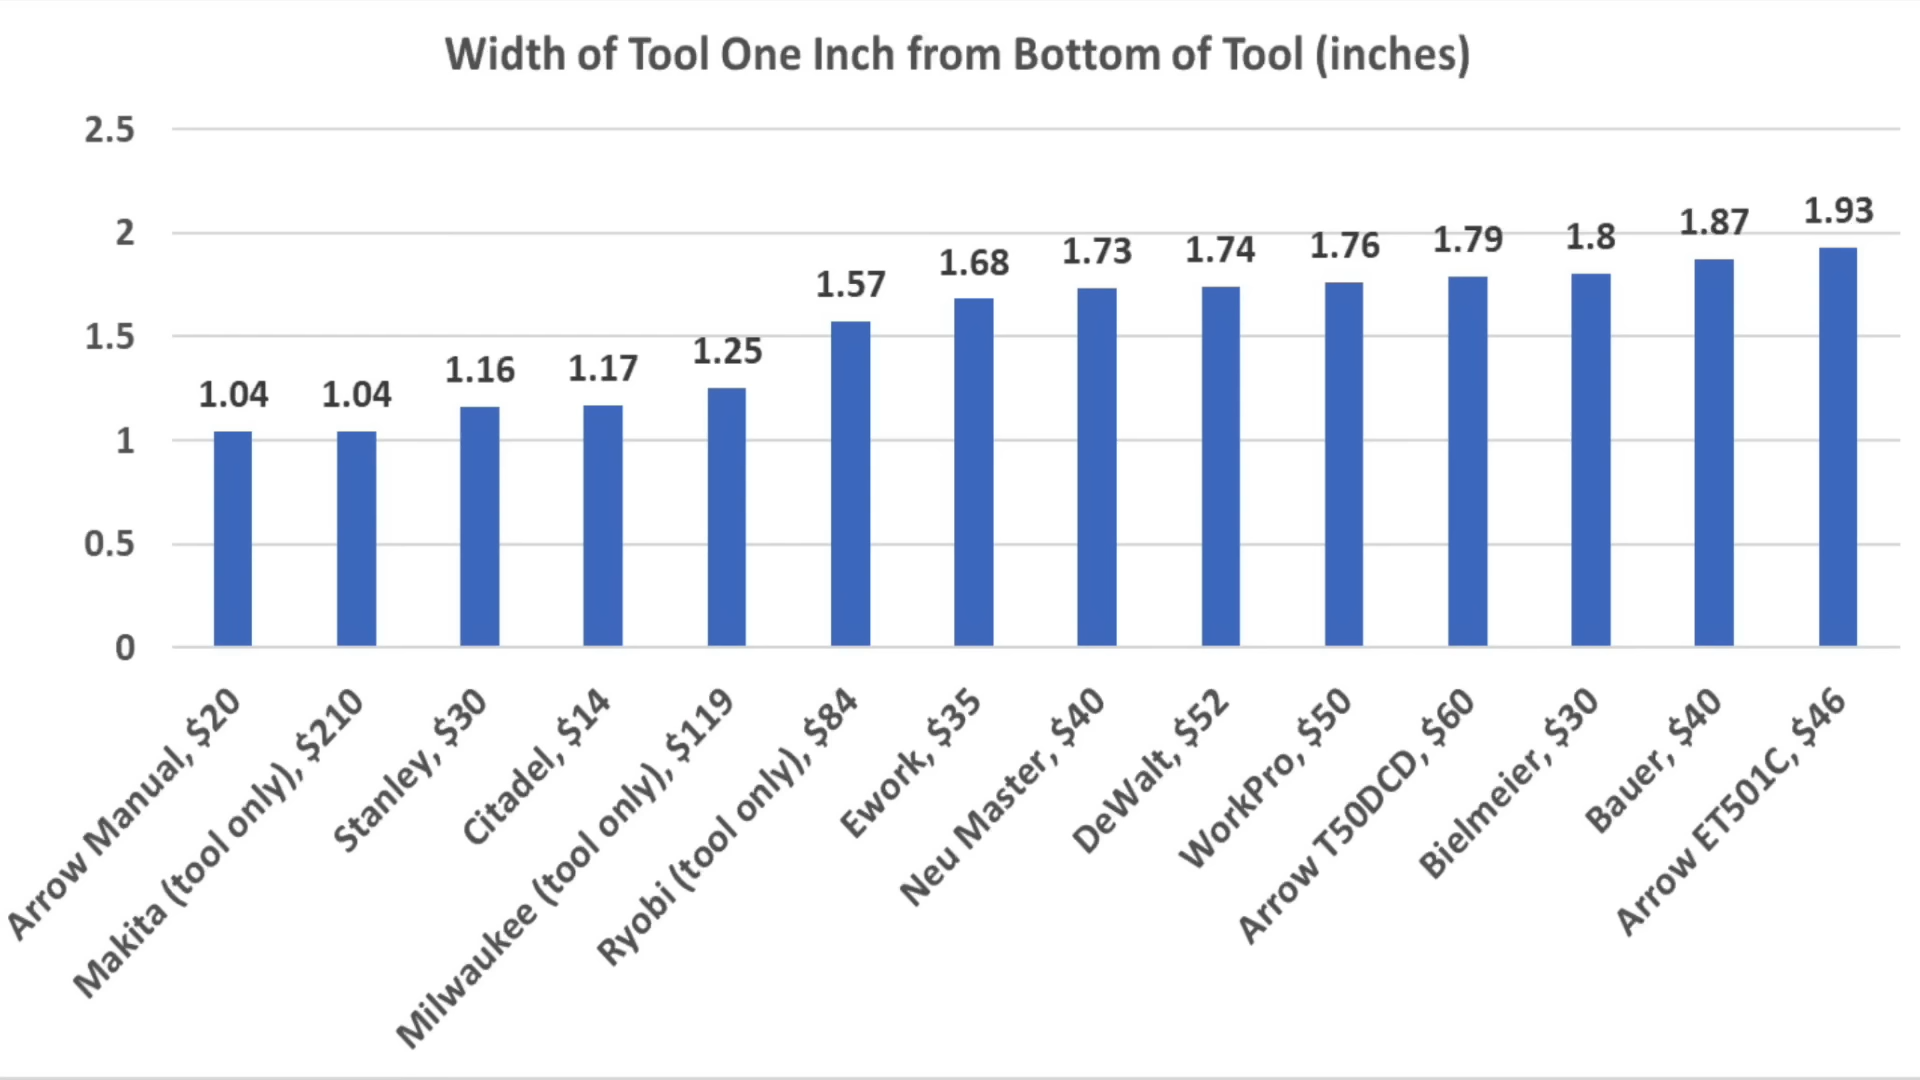 Width of Tool One Inch from Bottom of Tool (inches)
2.5
2
1.5
1
0.5
0
1.04
1.04
1.16
1.17
1.25
1.57
1.68
1.73
1.74
1.76
1.79
1.8
1.87
1.93
Arrow Manual, $20
Makita (tool only), $210
Stanley, $30
Citadel, $14
Milwaukee (tool only), $119
Ryobi (tool only), $84
Ework, $35
Neu Master, $40
DeWalt, $52
WorkPro, $50
Arrow T50DCD, $60
Bielmeier, $30
Bauer, $40
Arrow ET501C, $46